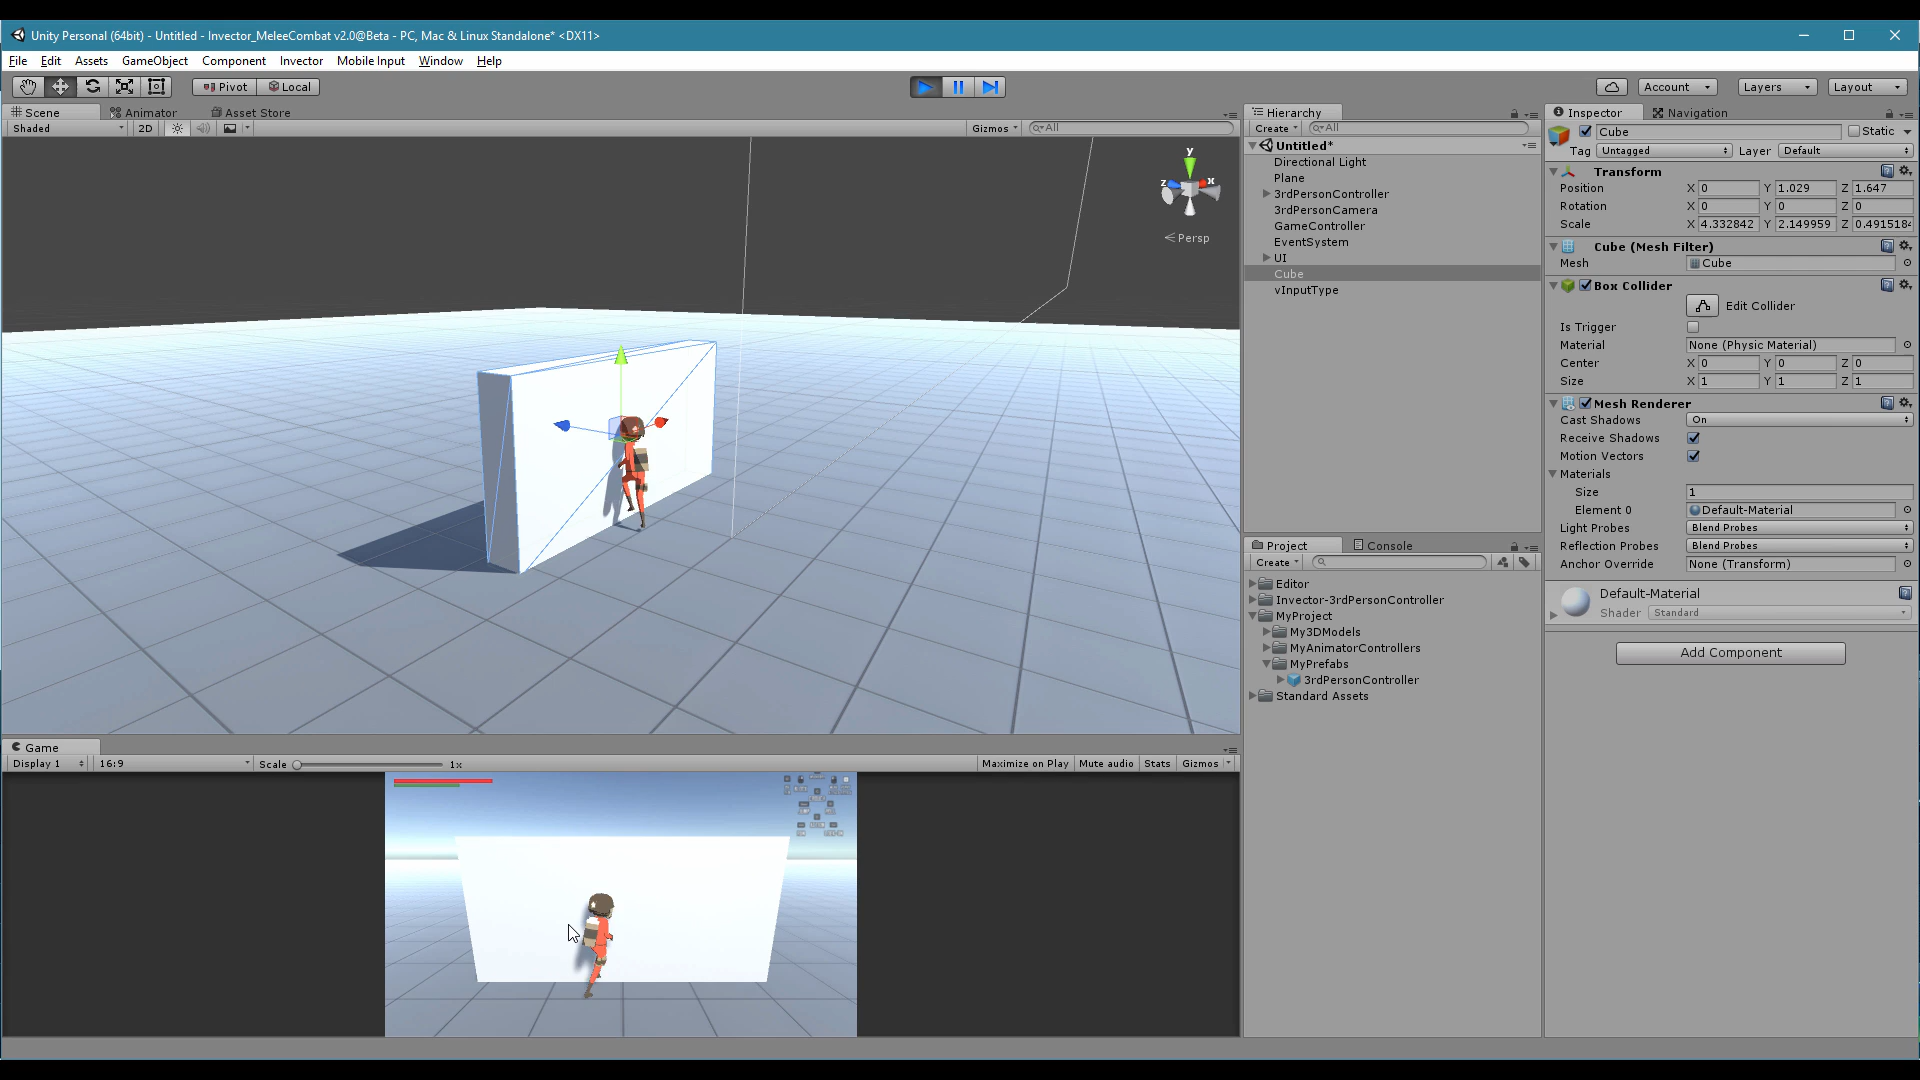 Unity Personal (64bit) - Untitled - Invector_MeleeCombat v2.0@Beta - PC, Mac & Linux Standalone* <DX11>
File Edit Assets GameObject Component Invector Mobile Input Window Help
Pivot Local Account Layers Layout
Scene Animator Asset Store
Shaded 2D Gizmos All
y
z x
Persp
Hierarchy
Create All
Untitled*
Directional Light
Plane
3rdPersonController
3rdPersonCamera
GameController
EventSystem
UI
Cube
vInputType
Project Console
Create
Editor
Invector-3rdPersonController
MyProject
My3DModels
MyAnimatorControllers
MyPrefabs
3rdPersonController
Standard Assets
Inspector Navigation
Cube Static
Tag Untagged Layer Default
Transform
Position X 0 Y 1.029 Z 1.647
Rotation X 0 Y 0 Z 0
Scale X 4.332842 Y 2.149959 Z 0.491518
Cube (Mesh Filter)
Mesh Cube
Box Collider
Edit Collider
Is Trigger
Material None (Physic Material)
Center X 0 Y 0 Z 0
Size X 1 Y 1 Z 1
Mesh Renderer
Cast Shadows On
Receive Shadows
Motion Vectors
Materials
Size 1
Element 0 Default-Material
Light Probes Blend Probes
Reflection Probes Blend Probes
Anchor Override None (Transform)
Default-Material
Shader Standard
Add Component
Game
Display 1 16:9 Scale 1x Maximize on Play Mute audio Stats Gizmos